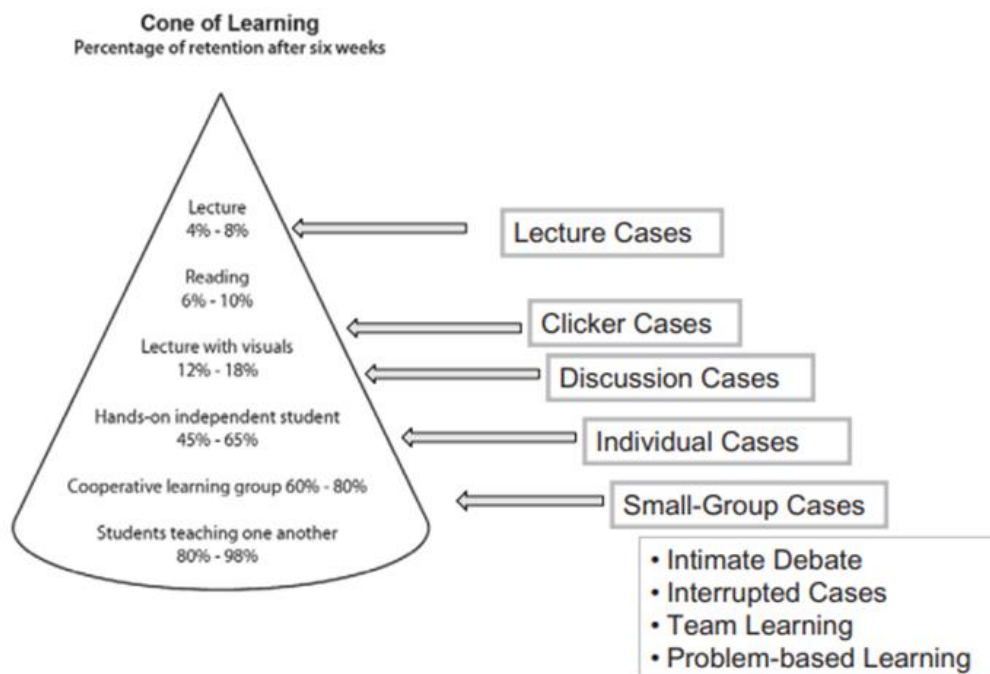 Cone of Learning
Percentage of retention after six weeks
Lecture
4% - 8%
Reading
6% - 10%
Lecture with visuals
12% - 18%
Hands-on independent student
45% - 65%
Cooperative learning group 60% - 80%
Students teaching one another
80% - 98%
Lecture Cases
Clicker Cases
Discussion Cases
Individual Cases
Small-Group Cases
• Intimate Debate
• Interrupted Cases
• Team Learning
• Problem-based Learning